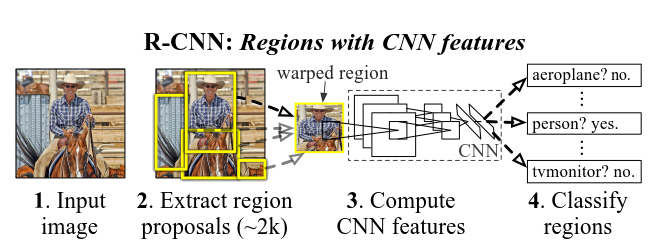 R-CNN: Regions with CNN features
warped region
aeroplane? no.
person? yes.
tvmonitor? no.
CNN
1. Input
image
2. Extract region
proposals (~2k)
3. Compute
CNN features
4. Classify
regions